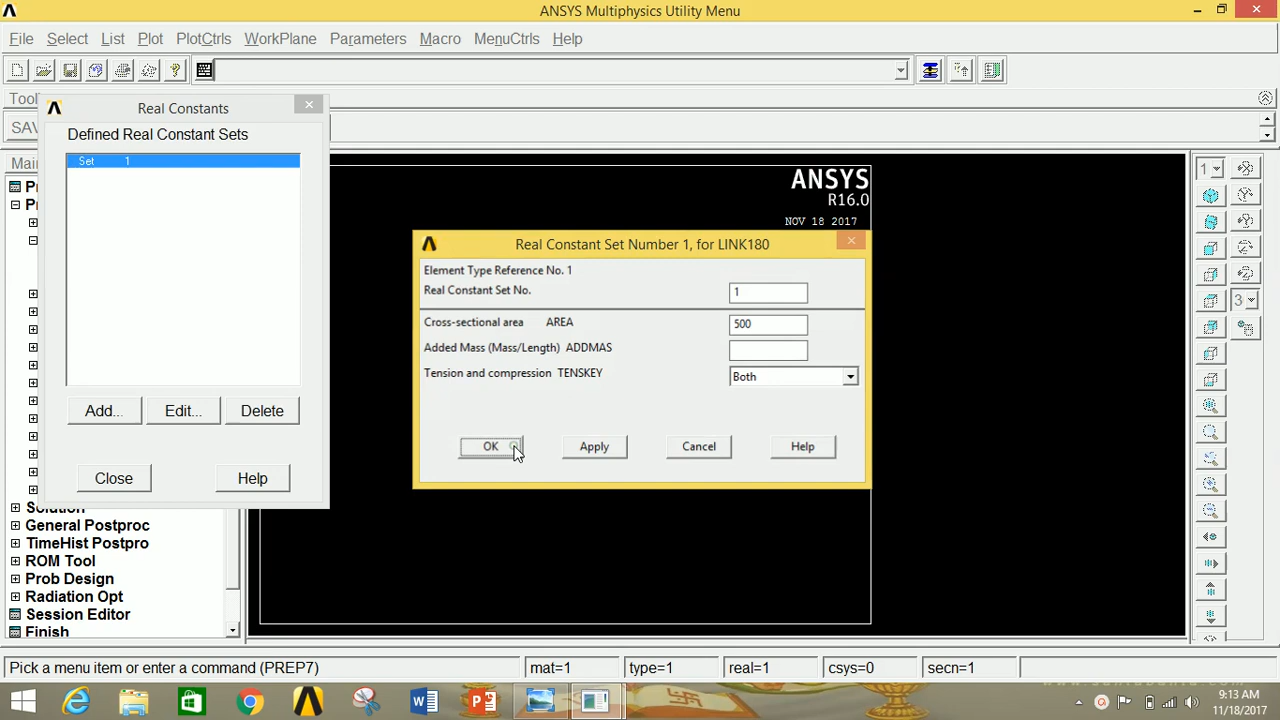 ANSYS Multiphysics Utility Menu
File Select List Plot PlotCtrls WorkPlane Parameters Macro MenuCtrls Help
Real Constants
Defined Real Constant Sets
Set 1
Add... Edit... Delete
Close Help
ANSYS
R16.0
NOV 18 2017
Real Constant Set Number 1, for LINK180
Element Type Reference No. 1
Real Constant Set No. 1
Cross-sectional area AREA 500
Added Mass (Mass/Length) ADDMAS
Tension and compression TENSKEY Both
OK Apply Cancel Help
1
3
General Postproc
TimeHist Postpro
ROM Tool
Prob Design
Radiation Opt
Session Editor
Finish
Pick a menu item or enter a command (PREP7) mat=1 type=1 real=1 csys=0 secn=1
9:13 AM
11/18/2017